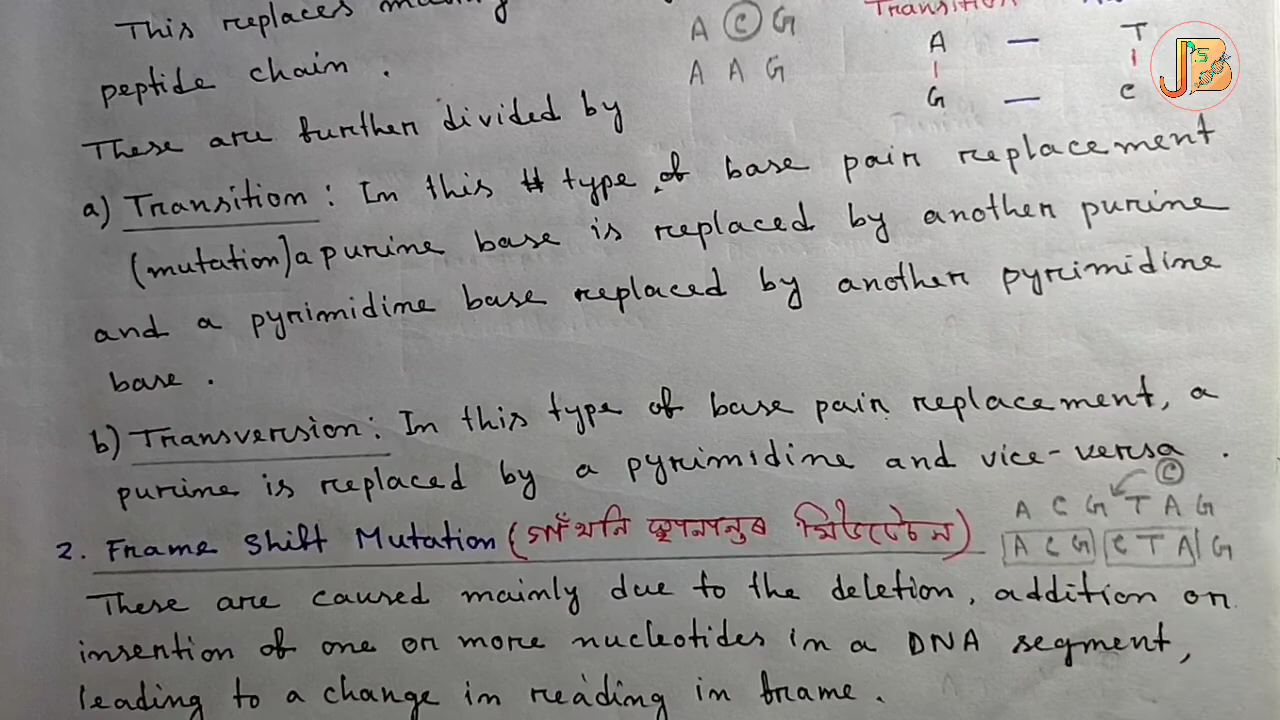 This replaces
A C G
Transition
A — T
A A G
peptide chain.
G — C
These are further divided by
a) Transition: In this type of base pair replacement
(mutation) a purine base is replaced by another purine
and a pyrimidine base replaced by another pyrimidine
base.
b) Transversion: In this type of base pair replacement, a
purine is replaced by a pyrimidine and vice-versa.
C
A C G T A G
2. Frame Shift Mutation (
A C G C T A G
These are caused mainly due to the deletion, addition or
insertion of one or more nucleotides in a DNA segment,
leading to a change in reading in frame.